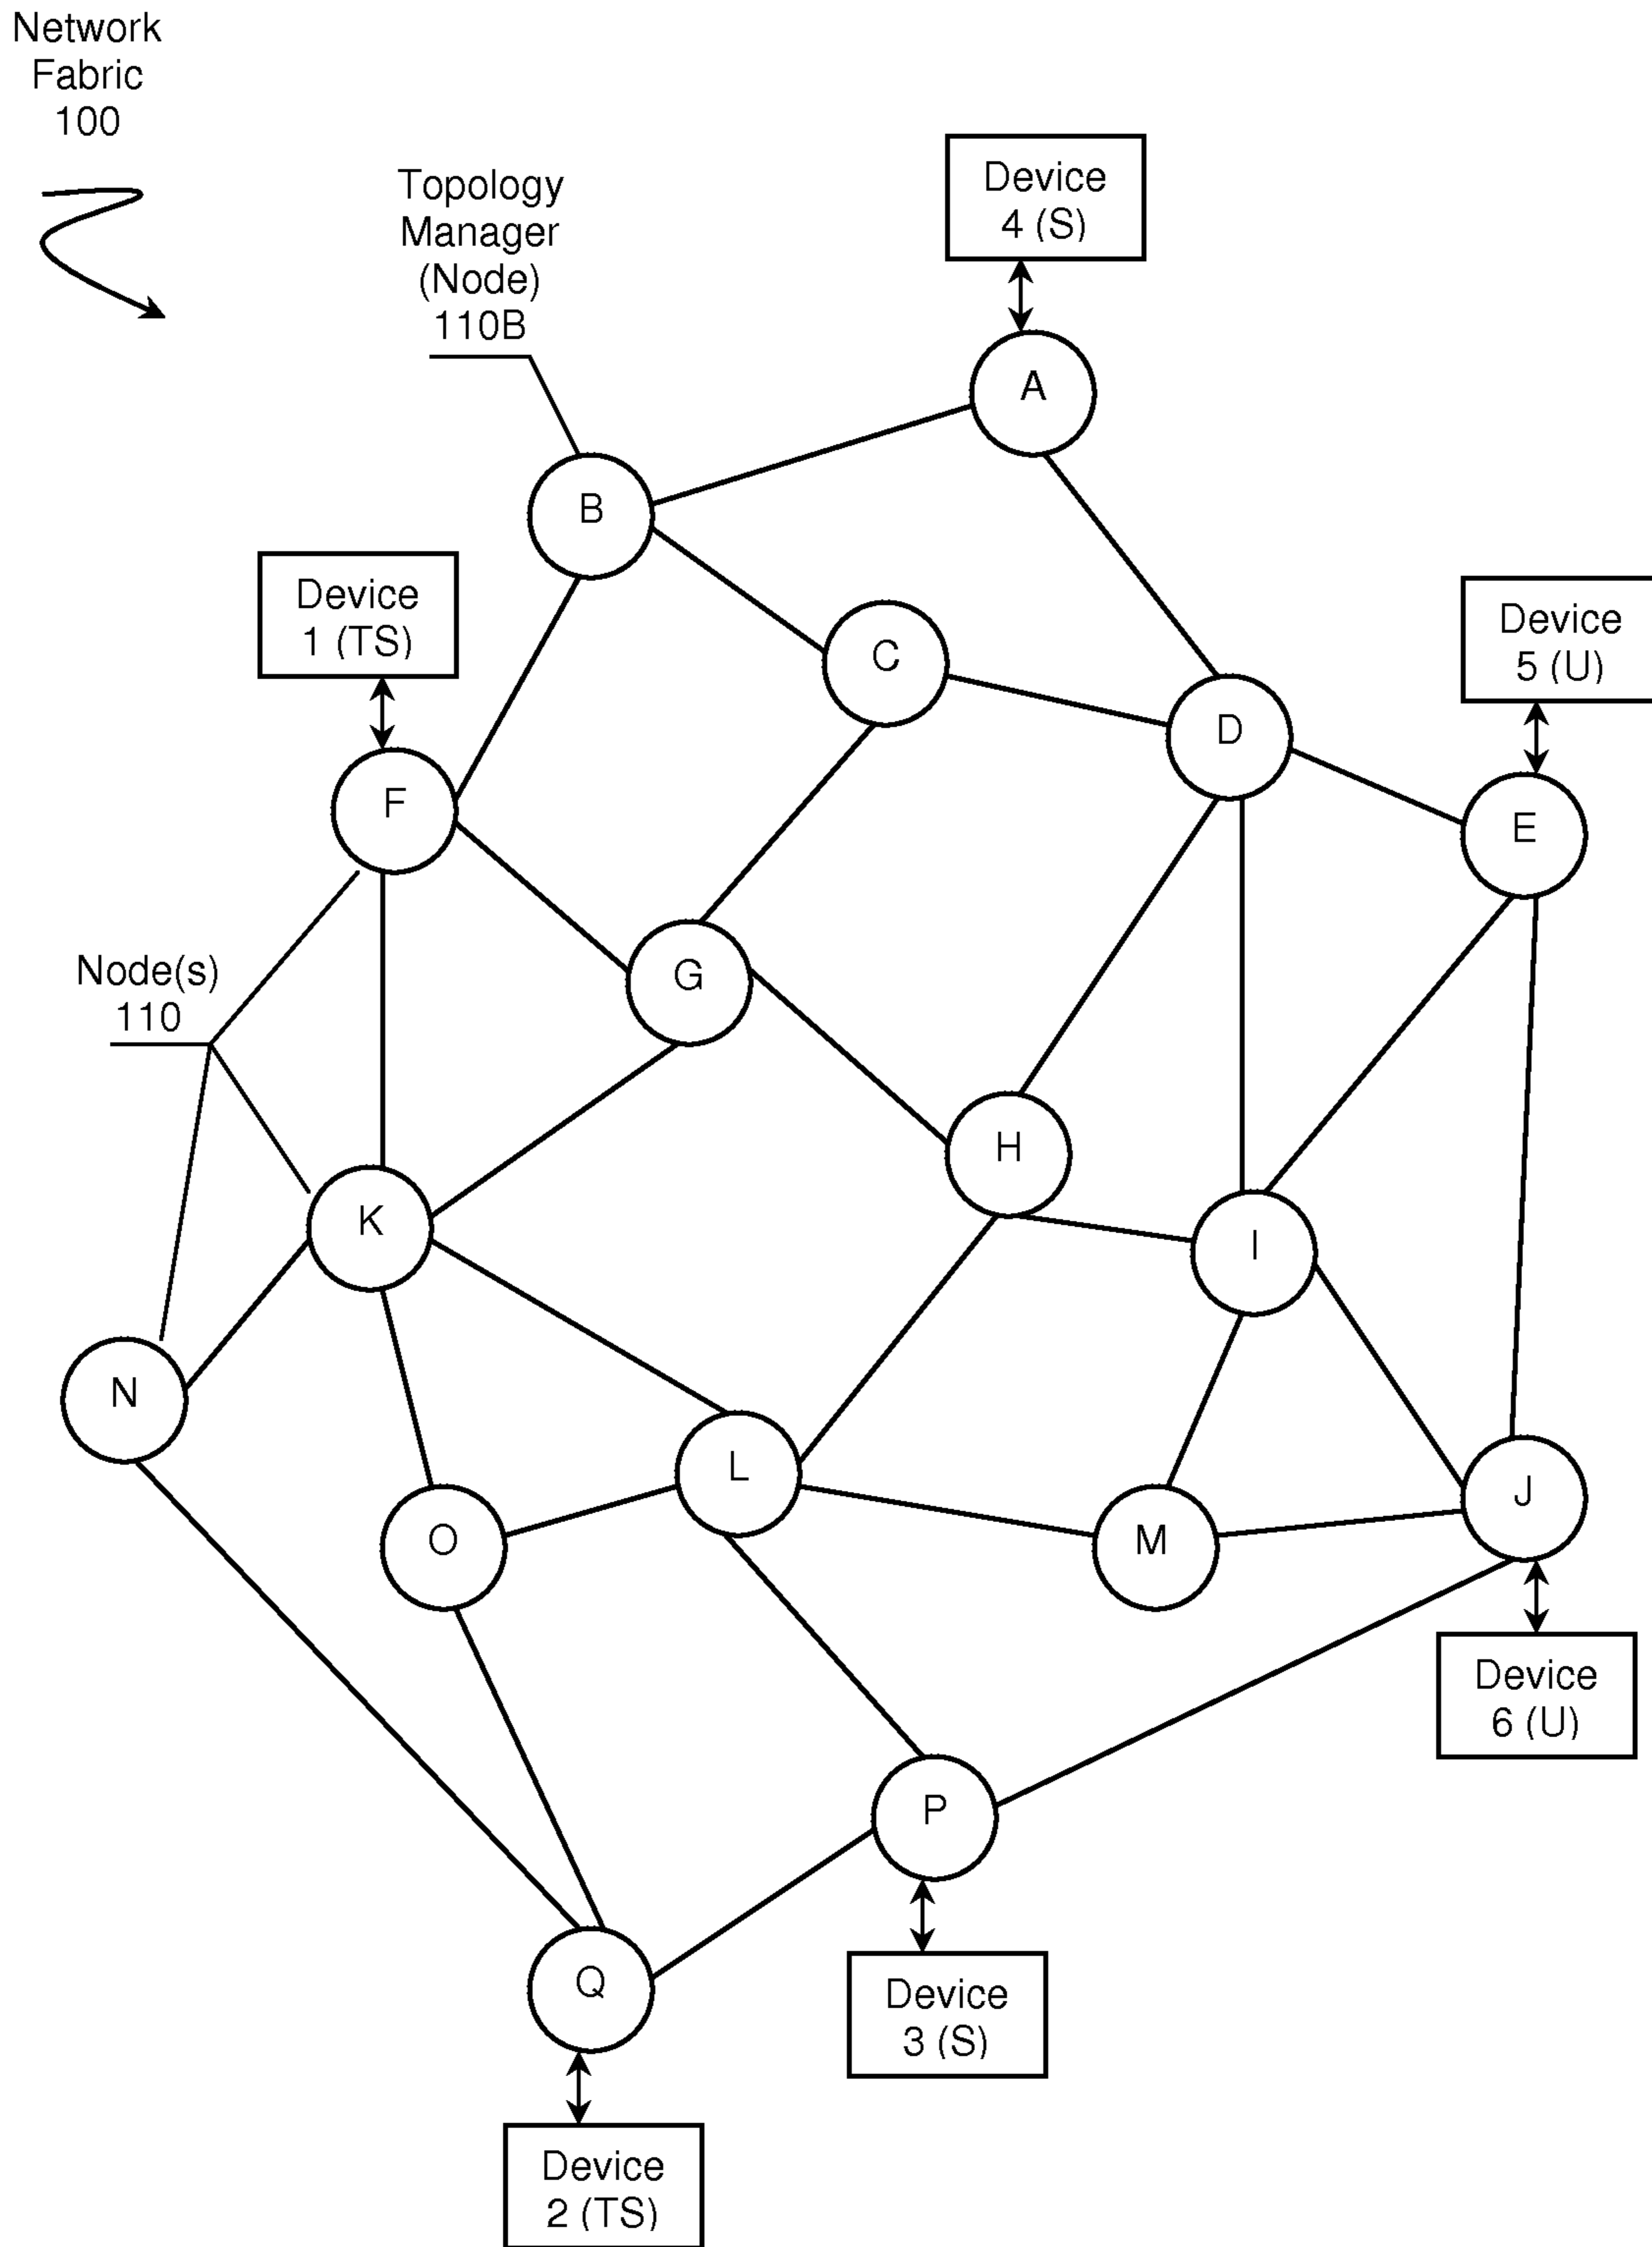 Network
Fabric
100
Topology
Manager
(Node)
110B
Device
4 (S)
A
B
Device
1 (TS)
Device
5 (U)
C
D
F
E
G
Node(s)
110
H
K
I
N
L
J
O
M
Device
6 (U)
P
Q
Device
3 (S)
Device
2 (TS)